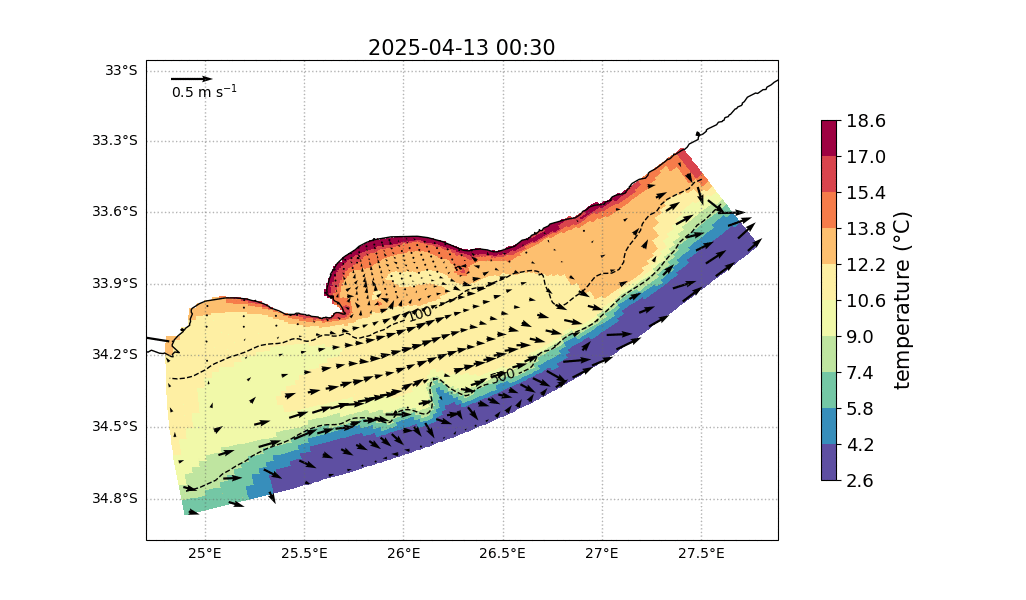 2025-04-13 00:30
33°S
33.3°S
33.6°S
33.9°S
34.2°S
34.5°S
34.8°S
0.5 m s⁻¹
100
500
25°E
25.5°E
26°E
26.5°E
27°E
27.5°E
18.6
17.0
15.4
13.8
12.2
10.6
9.0
7.4
5.8
4.2
2.6
temperature (°C)